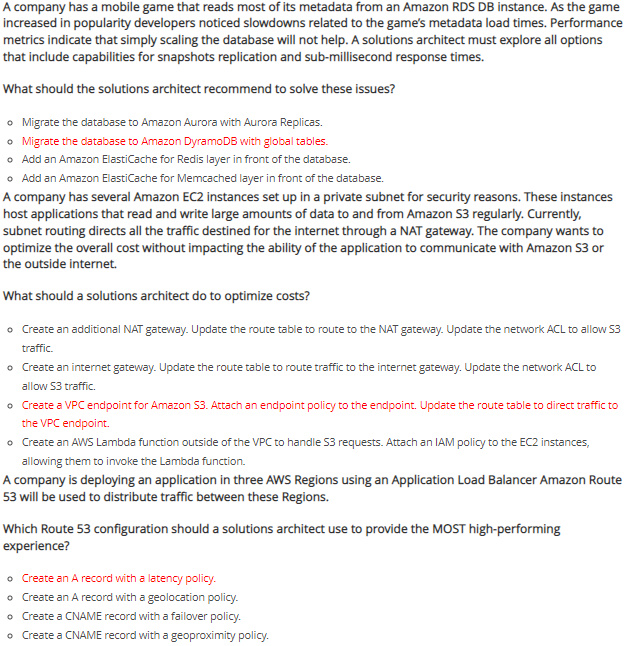 A company has a mobile game that reads most of its metadata from an Amazon RDS DB instance. As the game
increased in popularity developers noticed slowdowns related to the game's metadata load times. Performance
metrics indicate that simply scaling the database will not help. A solutions architect must explore all options
that include capabilities for snapshots replication and sub-millisecond response times.
What should the solutions architect recommend to solve these issues?
Migrate the database to Amazon Aurora with Aurora Replicas.
Migrate the database to Amazon DyramoDB with global tables.
Add an Amazon ElastiCache for Redis layer in front of the database.
Add an Amazon ElastiCache for Memcached layer in front of the database.
A company has several Amazon EC2 instances set up in a private subnet for security reasons. These instances
host applications that read and write large amounts of data to and from Amazon S3 regularly. Currently,
subnet routing directs all the traffic destined for the internet through a NAT gateway. The company wants to
optimize the overall cost without impacting the ability of the application to communicate with Amazon S3 or
the outside internet.
What should a solutions architect do to optimize costs?
Create an additional NAT gateway. Update the route table to route to the NAT gateway. Update the network ACL to allow S3
traffic.
Create an internet gateway. Update the route table to route traffic to the internet gateway. Update the network ACL to
allow S3 traffic.
Create a VPC endpoint for Amazon S3. Attach an endpoint policy to the endpoint. Update the route table to direct traffic to
the VPC endpoint.
Create an AWS Lambda function outside of the VPC to handle S3 requests. Attach an IAM policy to the EC2 instances,
allowing them to invoke the Lambda function.
A company is deploying an application in three AWS Regions using an Application Load Balancer Amazon Route
53 will be used to distribute traffic between these Regions.
Which Route 53 configuration should a solutions architect use to provide the MOST high-performing
experience?
Create an A record with a latency policy.
Create an A record with a geolocation policy.
Create a CNAME record with a failover policy.
Create a CNAME record with a geoproximity policy.